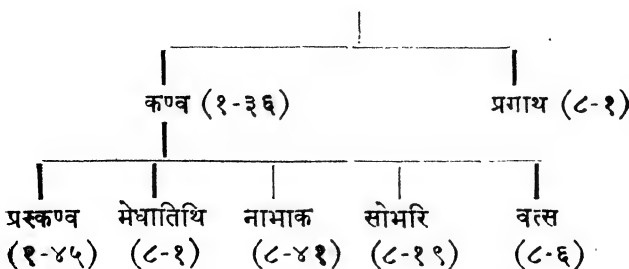 कण्व (१-३६) प्रगाथ (८-१)
प्रस्कण्व मेधातिथि नाभाक सोभरि वत्स
(१-४५) (८-१) (८-४१) (८-१९) (८-६)